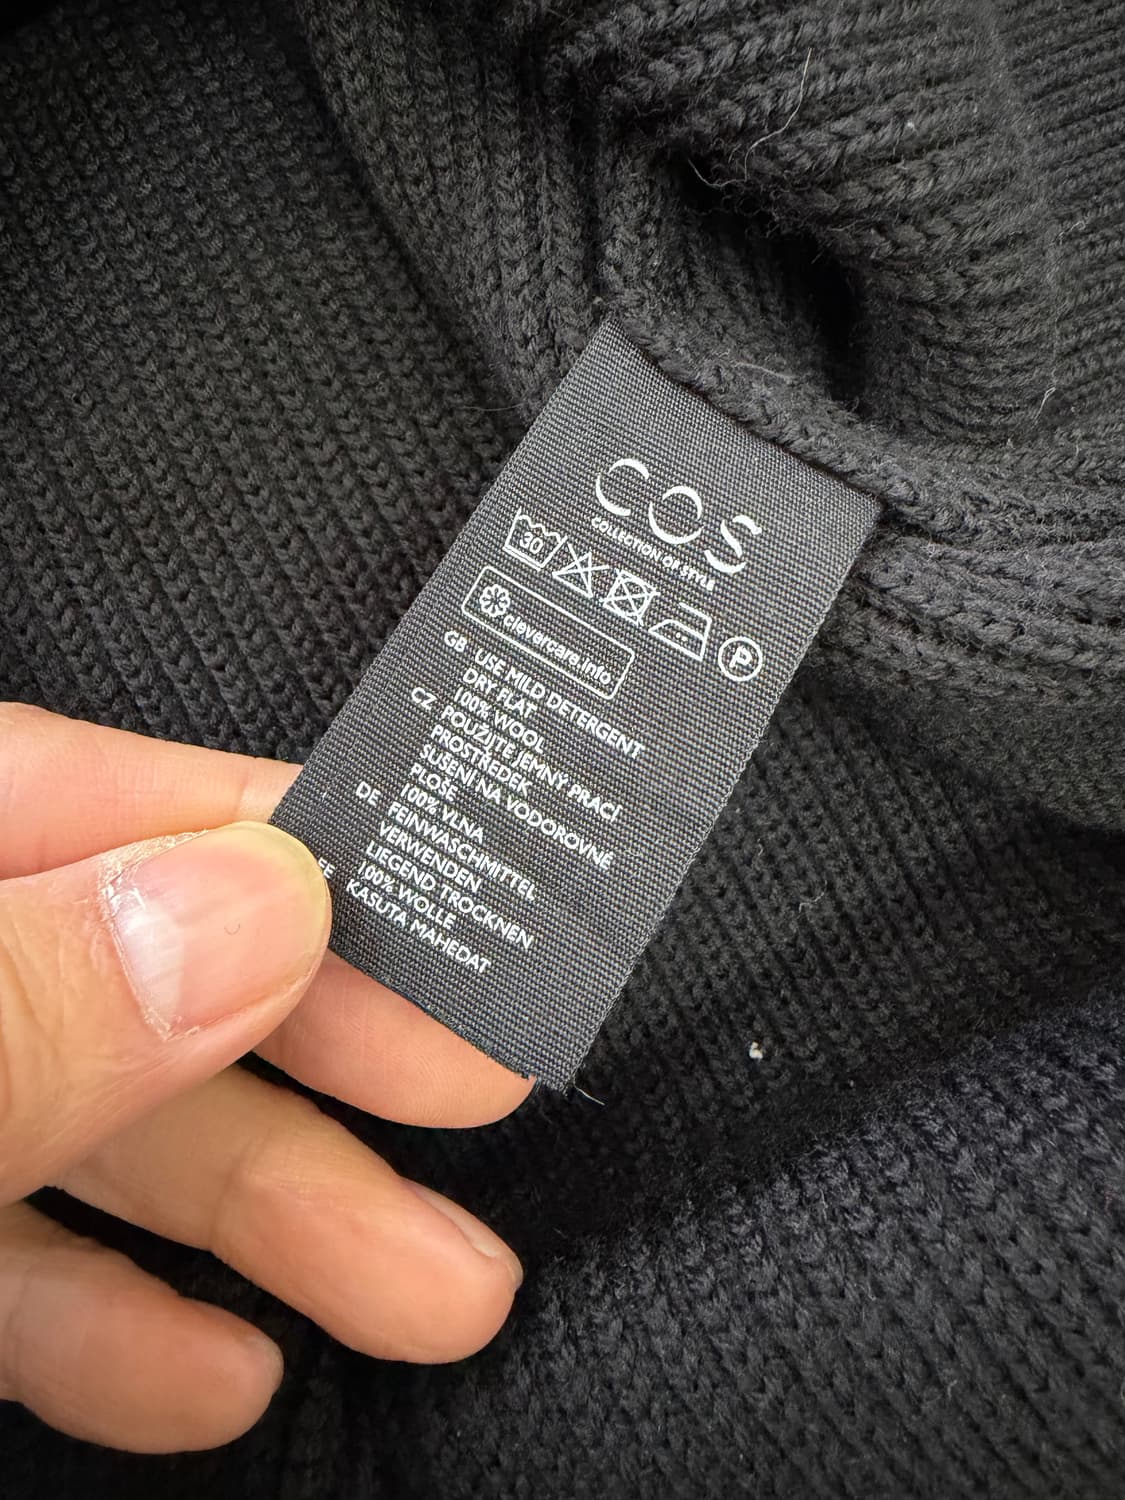 COS
COLLECTION OF STYLE
30
P
clevercare.info
GB USE MILD DETERGENT
DRY FLAT
100% WOOL
CZ POUŽIJTE JEMNÝ PRACÍ
PROSTŘEDEK
SUŠENÍ NA VODOROVNÉ
PLOŠE
100% VLNA
DE FEINWASCHMITTEL
VERWENDEN
LIEGEND TROCKNEN
100% WOLLE
EE KASUTA MAHEDAT